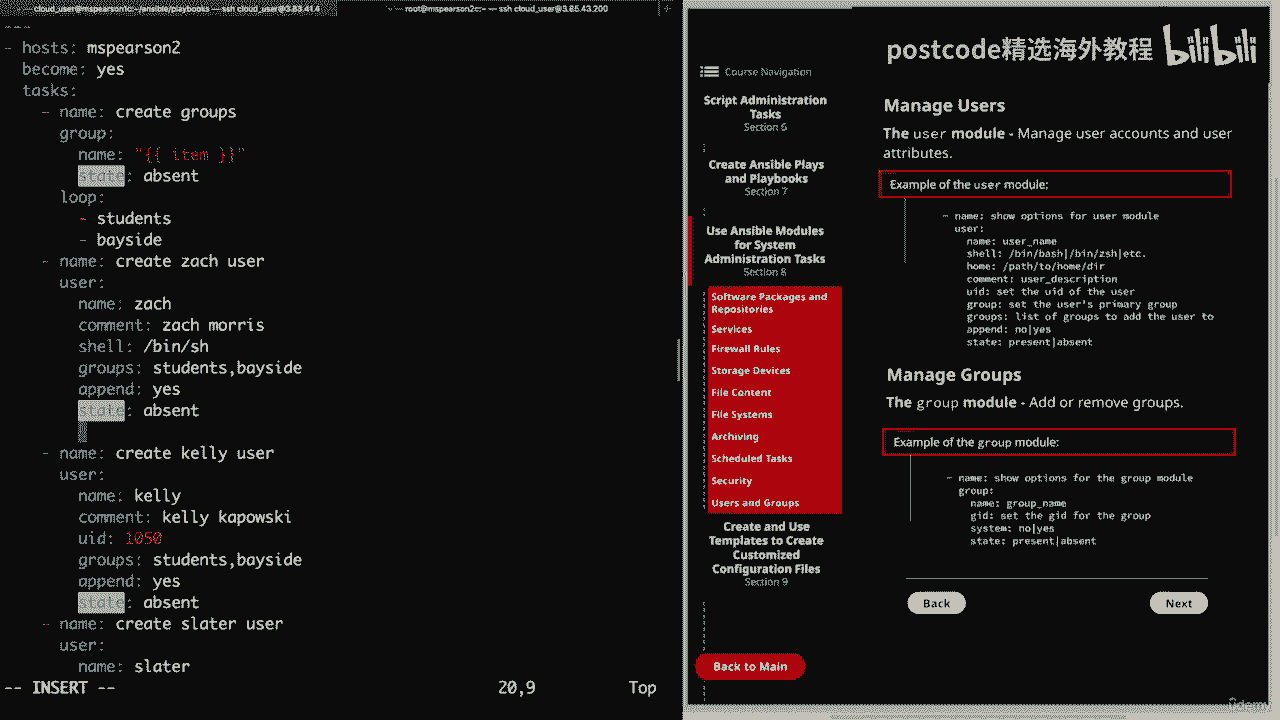 cloud_user@mspearson1c:~/ansible/playbooks — ssh cloud_user@3.85.41.4
root@mspearson2c:~ — ssh cloud_user@3.85.43.200
- hosts: mspearson2
become: yes
tasks:
- name: create groups
group:
name: "{{ item }}"
state: absent
loop:
- students
- bayside
- name: create zach user
user:
name: zach
comment: zach morris
shell: /bin/sh
groups: students,bayside
append: yes
state: absent
- name: create kelly user
user:
name: kelly
comment: kelly kapowski
uid: 1050
groups: students,bayside
append: yes
state: absent
- name: create slater user
user:
name: slater
-- INSERT --
20,9
Top
postcode精选海外教程
bilibili
Course Navigation
Script Administration
Tasks
Section 6
Create Ansible Plays
and Playbooks
Section 7
Use Ansible Modules
for System
Administration Tasks
Section 8
Software Packages and
Repositories
Services
Firewall Rules
Storage Devices
File Content
File Systems
Archiving
Scheduled Tasks
Security
Users and Groups
Create and Use
Templates to Create
Customized
Configuration Files
Section 9
Back to Main
Manage Users
The user module - Manage user accounts and user
attributes.
Example of the user module:
- name: show options for user module
user:
name: user_name
shell: /bin/bash|/bin/zsh|etc.
home: /path/to/home/dir
comment: user_description
uid: set the uid of the user
group: set the user's primary group
groups: list of groups to add the user to
append: no|yes
state: present|absent
Manage Groups
The group module - Add or remove groups.
Example of the group module:
- name: show options for the group module
group:
name: group_name
gid: set the gid for the group
system: no|yes
state: present|absent
Back
Next
udemy